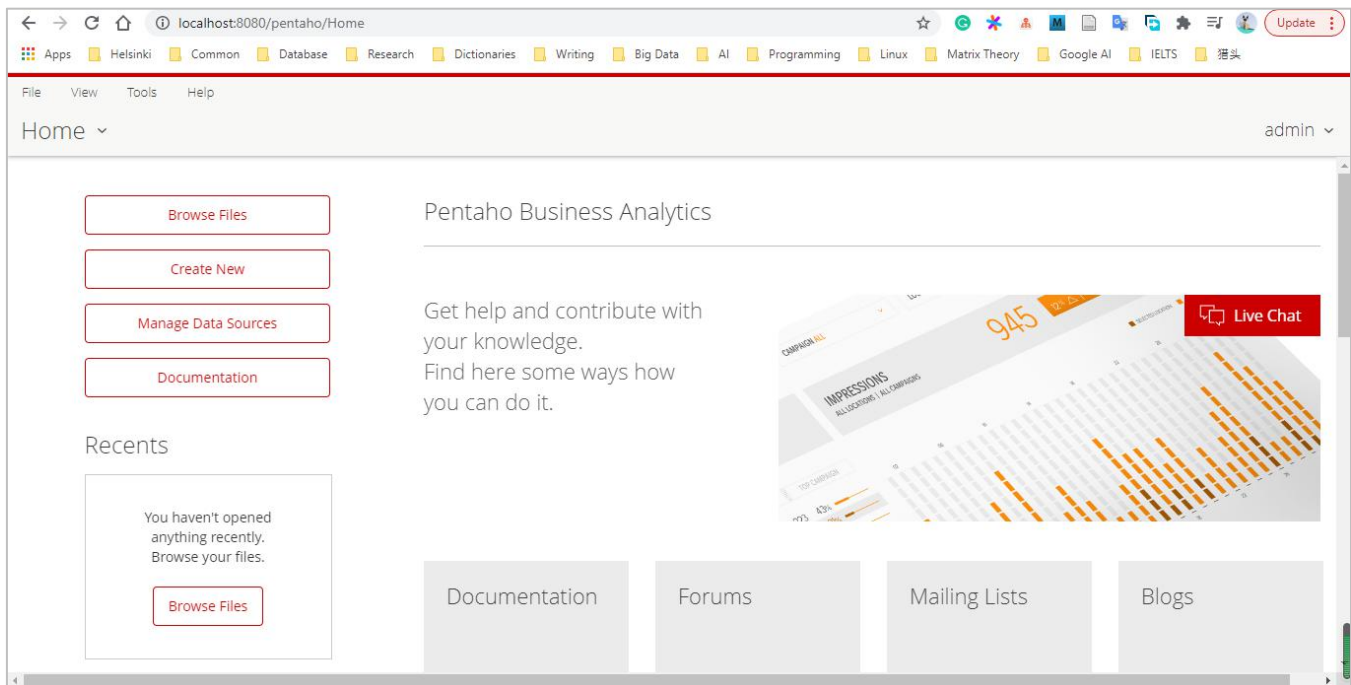 localhost:8080/pentaho/Home
Update
Apps Helsinki Common Database Research Dictionaries Writing Big Data AI Programming Linux Matrix Theory Google AI IELTS 猎头
File View Tools Help
Home
admin
Browse Files
Create New
Manage Data Sources
Documentation
Recents
You haven't opened
anything recently.
Browse your files.
Browse Files
Pentaho Business Analytics
Get help and contribute with
your knowledge.
Find here some ways how
you can do it.
CAMPAIGN ALL
945
IMPRESSIONS
ALL LOCATIONS | ALL CAMPAIGNS
TOP CAMPAIGN
43%
Live Chat
Documentation
Forums
Mailing Lists
Blogs